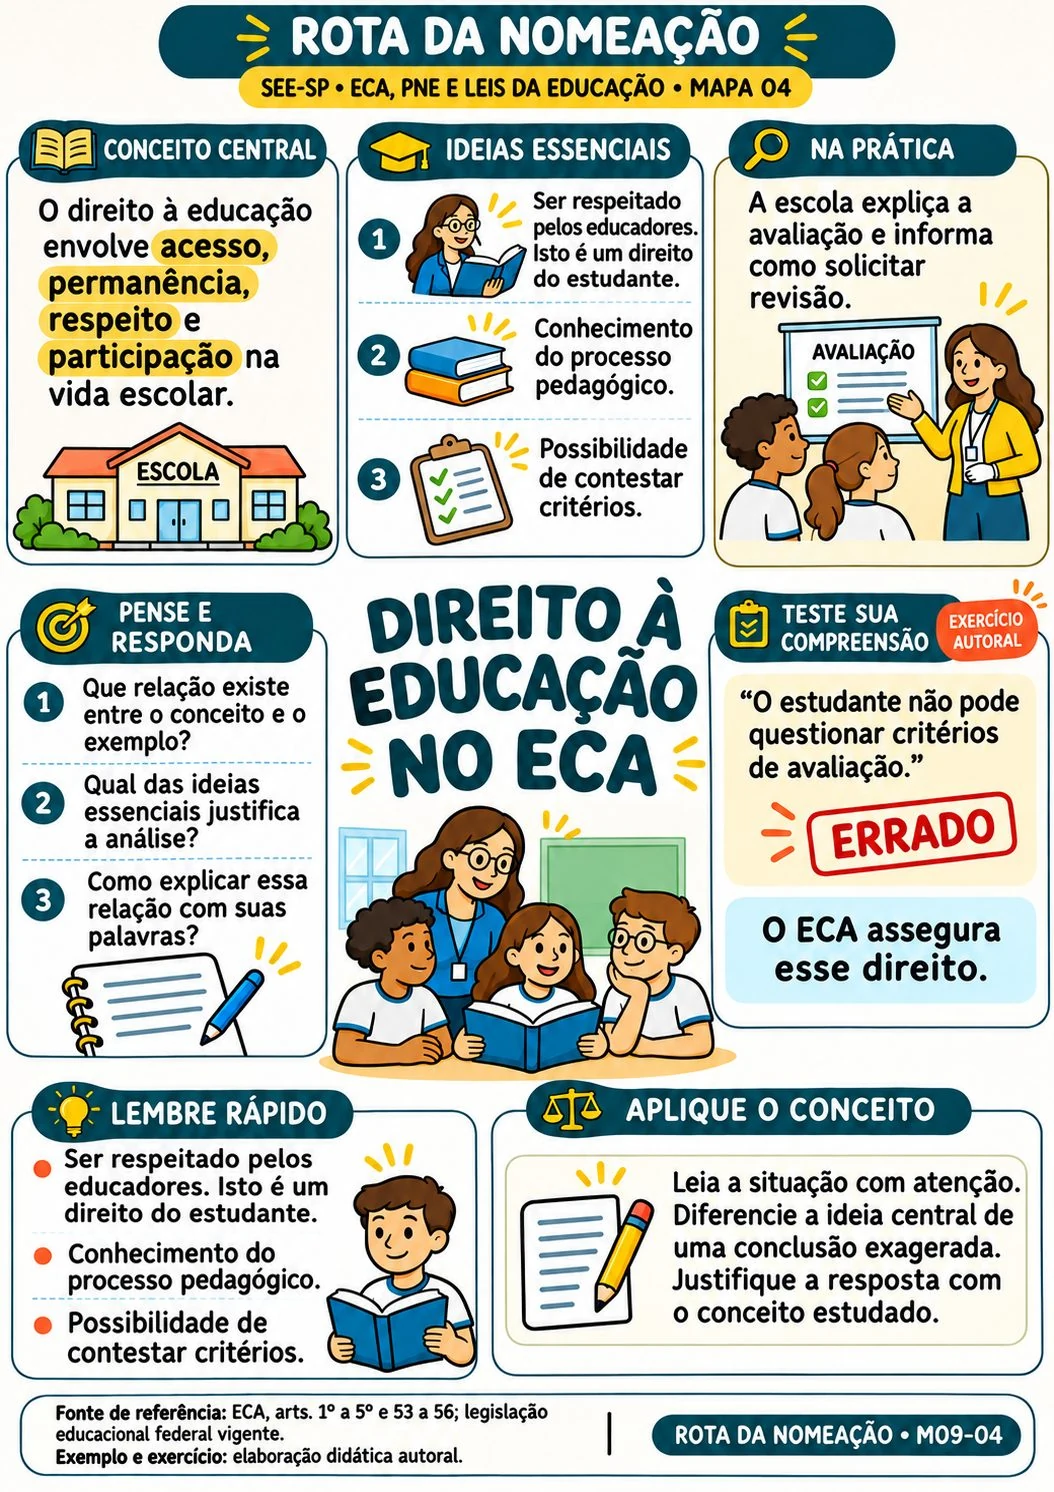 ROTA DA NOMEAÇÃO
SEE-SP • ECA, PNE E LEIS DA EDUCAÇÃO • MAPA 04
CONCEITO CENTRAL
O direito à educação
envolve acesso,
permanência,
respeito e
participação na
vida escolar.
ESCOLA
IDEIAS ESSENCIAIS
1
Ser respeitado
pelos educadores.
Isto é um direito
do estudante.
2
Conhecimento
do processo
pedagógico.
3
Possibilidade
de contestar
critérios.
NA PRÁTICA
A escola expliça a
avaliação e informa
como solicitar
revisão.
AVALIAÇÃO
PENSE E
RESPONDA
1
Que relação existe
entre o conceito e o
exemplo?
2
Qual das ideias
essenciais justifica
a análise?
3
Como explicar essa
relação com suas
palavras?
DIREITO À
EDUCAÇÃO
NO ECA
TESTE SUA
COMPREENSÃO
EXERCÍCIO
AUTORAL
“O estudante não pode
questionar critérios
de avaliação.”
ERRADO
O ECA assegura
esse direito.
LEMBRE RÁPIDO
Ser respeitado pelos
educadores. Isto é um
direito do estudante.
Conhecimento do
processo pedagógico.
Possibilidade de
contestar critérios.
APLIQUE O CONCEITO
Leia a situação com atenção.
Diferencie a ideia central de
uma conclusão exagerada.
Justifique a resposta com
o conceito estudado.
Fonte de referência: ECA, arts. 1º a 5º e 53 a 56; legislação
educacional federal vigente.
Exemplo e exercício: elaboração didática autoral.
ROTA DA NOMEAÇÃO • M09-04